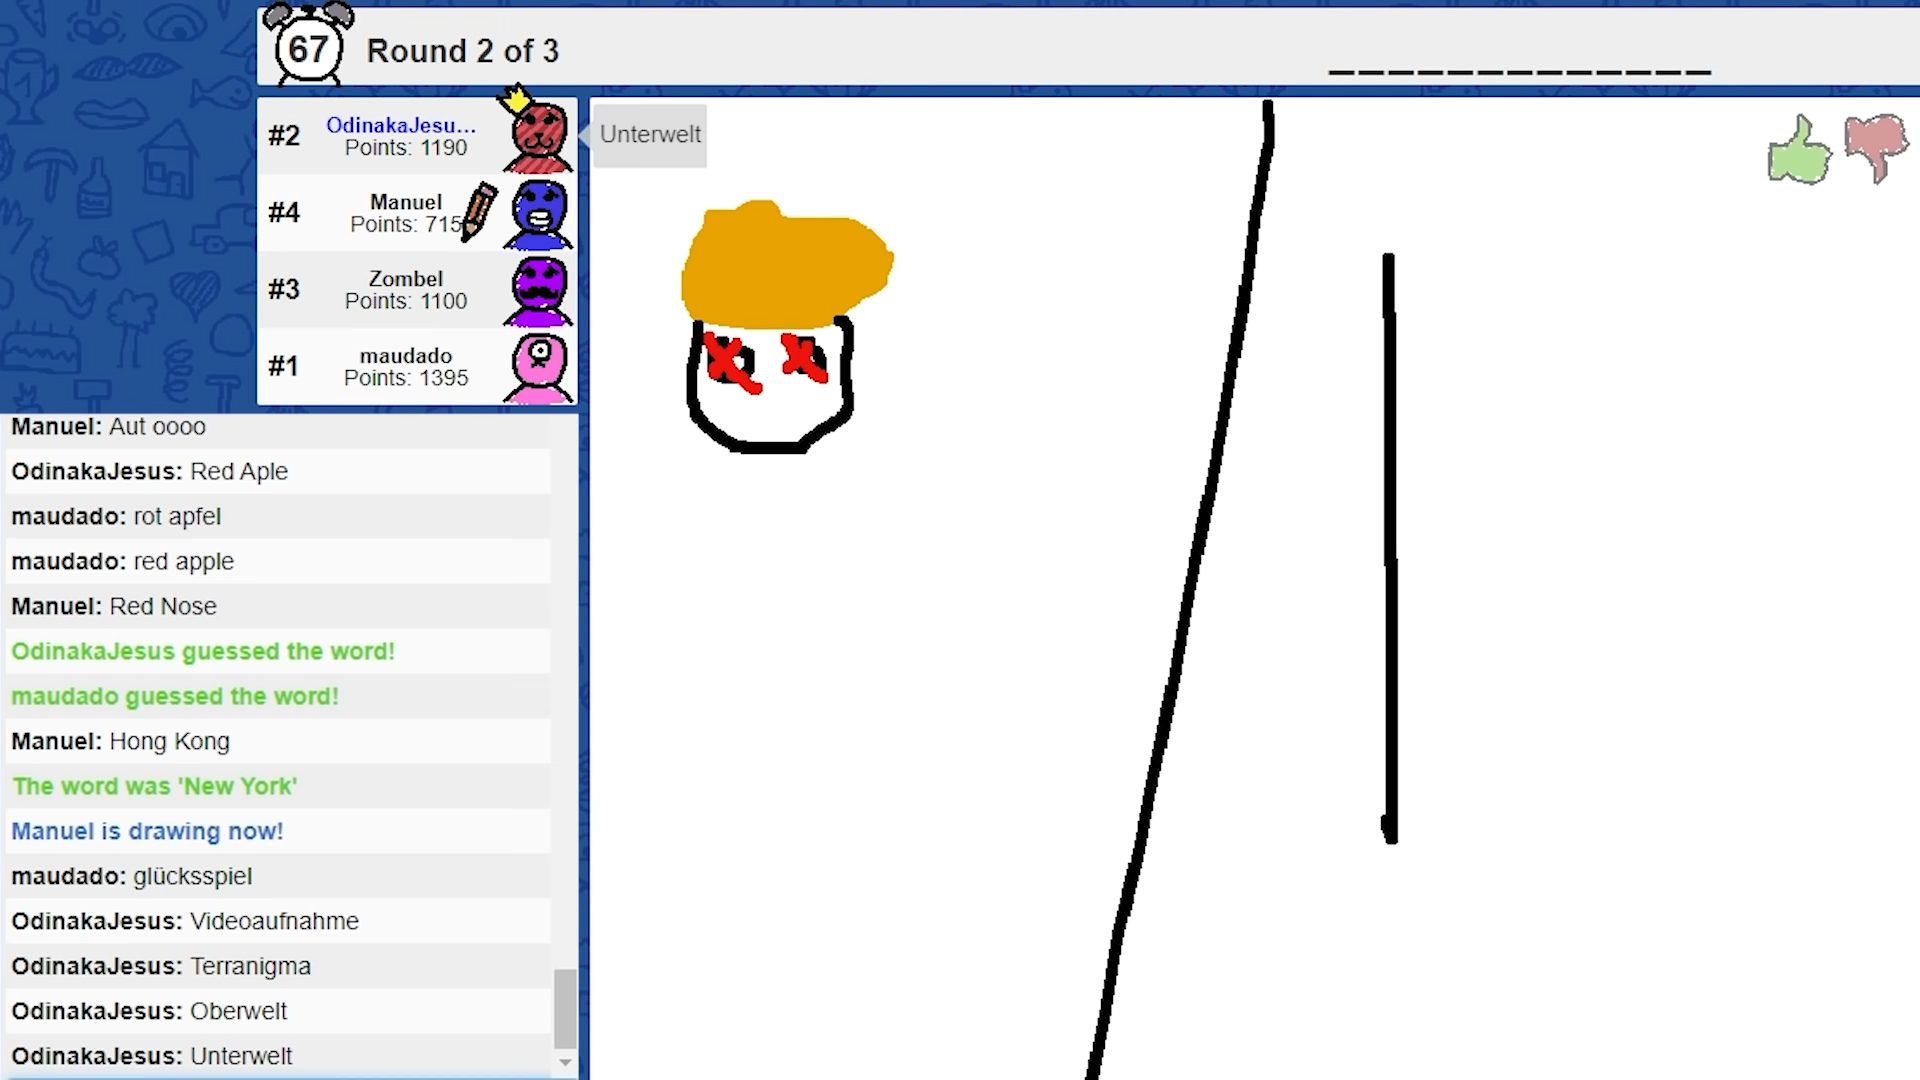 67
Round 2 of 3
_ _ _ _ _ _ _ _ _ _ _ _ _
#2
OdinakaJesu...
Points: 1190
Unterwelt
#4
Manuel
Points: 715
#3
Zombel
Points: 1100
#1
maudado
Points: 1395
Manuel: Aut oooo
OdinakaJesus: Red Aple
maudado: rot apfel
maudado: red apple
Manuel: Red Nose
OdinakaJesus guessed the word!
maudado guessed the word!
Manuel: Hong Kong
The word was 'New York'
Manuel is drawing now!
maudado: glücksspiel
OdinakaJesus: Videoaufnahme
OdinakaJesus: Terranigma
OdinakaJesus: Oberwelt
OdinakaJesus: Unterwelt